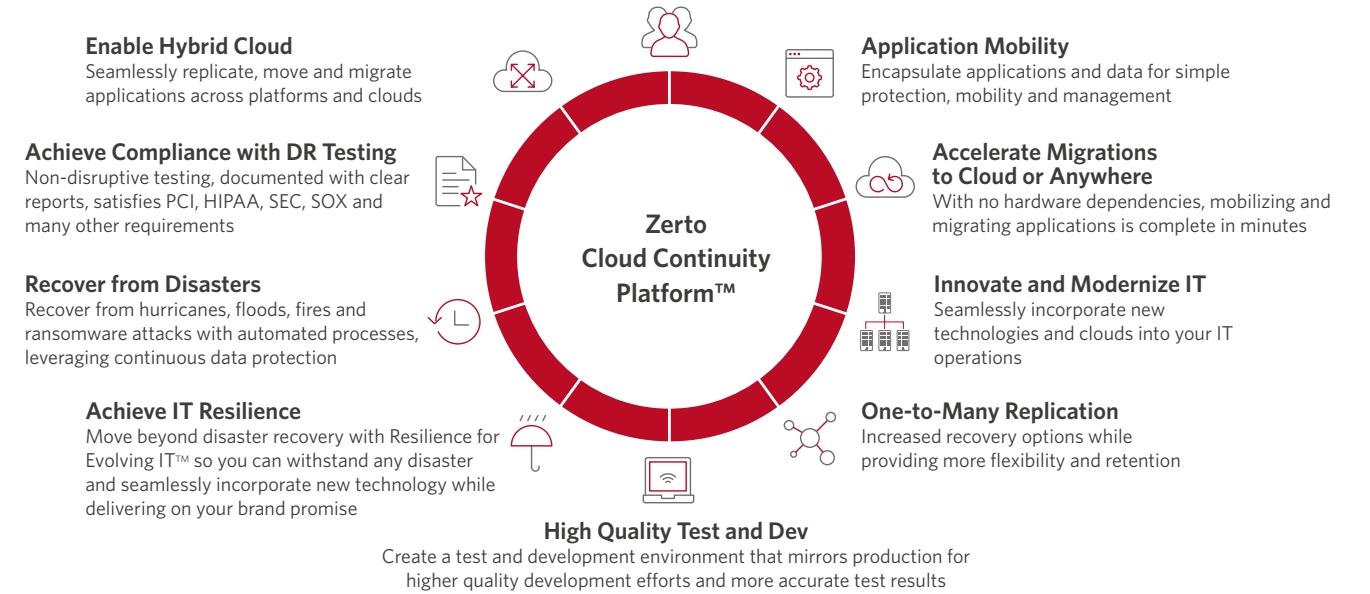 Enable Hybrid Cloud
Seamlessly replicate, move and migrate
applications across platforms and clouds
Achieve Compliance with DR Testing
Non-disruptive testing, documented with clear
reports, satisfies PCI, HIPAA, SEC, SOX and
many other requirements
Recover from Disasters
Recover from hurricanes, floods, fires and
ransomware attacks with automated processes,
leveraging continuous data protection
Achieve IT Resilience
Move beyond disaster recovery with Resilience for
Evolving IT™ so you can withstand any disaster
and seamlessly incorporate new technology while
delivering on your brand promise
Zerto
Cloud Continuity
Platform™
Application Mobility
Encapsulate applications and data for simple
protection, mobility and management
Accelerate Migrations
to Cloud or Anywhere
With no hardware dependencies, mobilizing and
migrating applications is complete in minutes
Innovate and Modernize IT
Seamlessly incorporate new
technologies and clouds into your IT
operations
One-to-Many Replication
Increased recovery options while
providing more flexibility and retention
High Quality Test and Dev
Create a test and development environment that mirrors production for
higher quality development efforts and more accurate test results